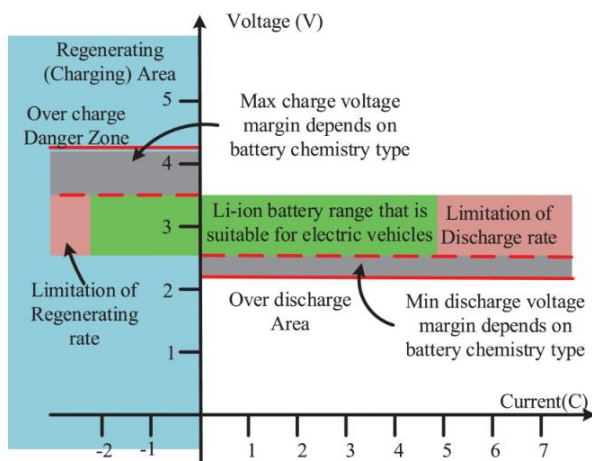 Voltage (V)
Regenerating
(Charging) Area
5
Over charge
Danger Zone
Max charge voltage
margin depends on
battery chemistry type
4
3
Li-ion battery range that is
suitable for electric vehicles
Limitation of
Discharge rate
Limitation of
Regenerating
rate
2
Over discharge
Area
Min discharge voltage
margin depends on
battery chemistry type
1
Current(C)
-2 -1 1 2 3 4 5 6 7